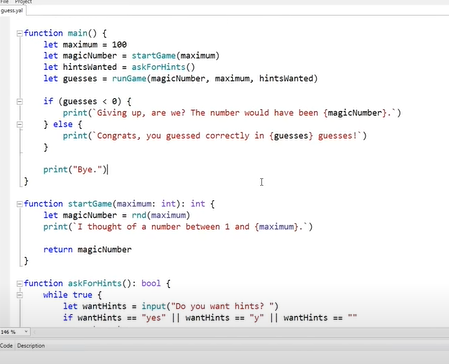 File Project
guess.yal
function main() {
let maximum = 100
let magicNumber = startGame(maximum)
let hintsWanted = askForHints()
let guesses = runGame(magicNumber, maximum, hintsWanted)
if (guesses < 0) {
print(`Giving up, are we? The number would have been {magicNumber}.`)
} else {
print(`Congrats, you guessed correctly in {guesses} guesses!`)
}
print("Bye.")
}
function startGame(maximum: int): int {
let magicNumber = rnd(maximum)
print(`I thought of a number between 1 and {maximum}.`)
return magicNumber
}
function askForHints(): bool {
while true {
let wantHints = input("Do you want hints? ")
if wantHints == "yes" || wantHints == "y" || wantHints == ""
146 %
Code Description